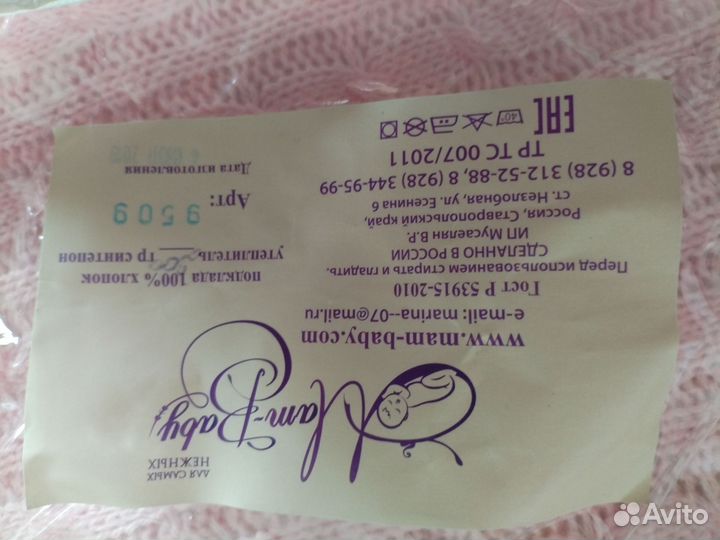 Мам-Baby
ДЛЯ САМЫХ
НЕЖНЫХ
www.mam-baby.com
e-mail: marina--07@mail.ru
Гост Р 53915-2010
Перед использованием стирать и гладить.
СДЕЛАННО В РОССИИ
ИП Мусаелян В.Р.
Россия, Ставропольский край,
ст. Незлобная, ул. Есенина 6
8 (928) 312-52-88, 8 (928) 344-95-99
ТР ТС 007/2011
40°
EAC
подклада 100% хлопок
утеплитель гр синтепон
Арт:
Дата изготовления
Avito